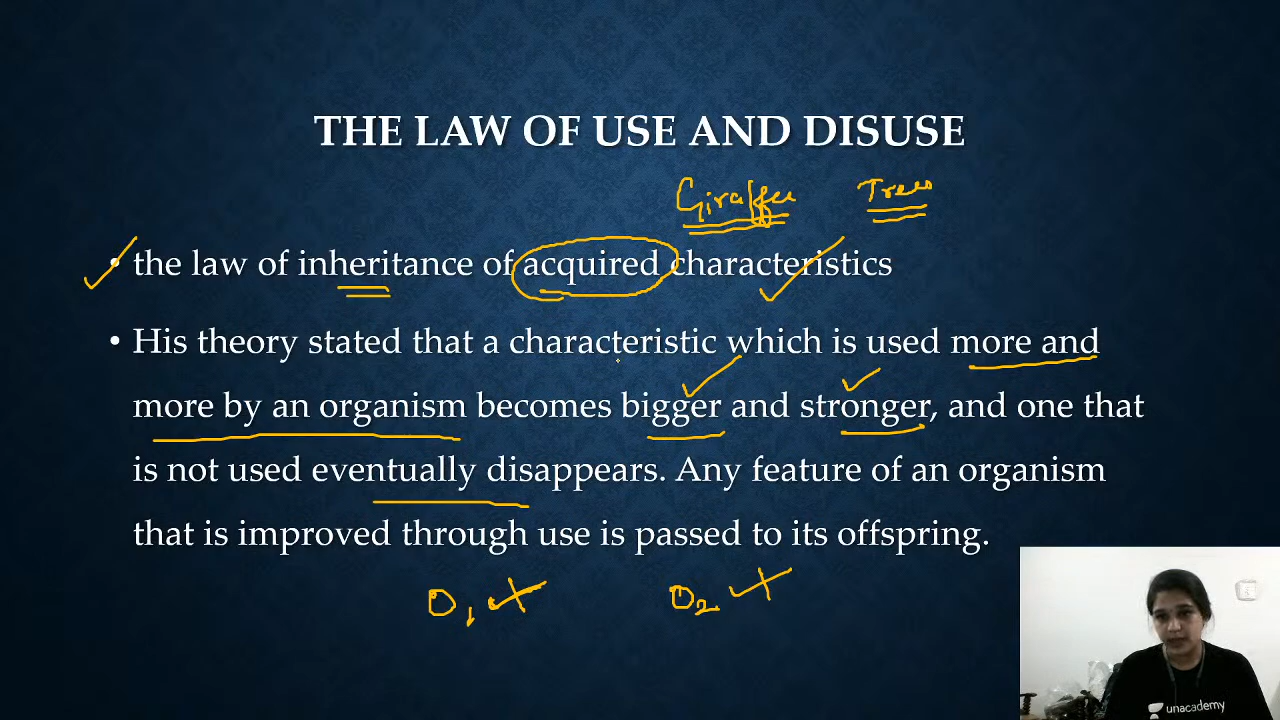 THE LAW OF USE AND DISUSE
Giraffee Trees
• the law of inheritance of acquired characteristics
• His theory stated that a characteristic which is used more and
more by an organism becomes bigger and stronger, and one that
is not used eventually disappears. Any feature of an organism
that is improved through use is passed to its offspring.
O1 O2
unacademy